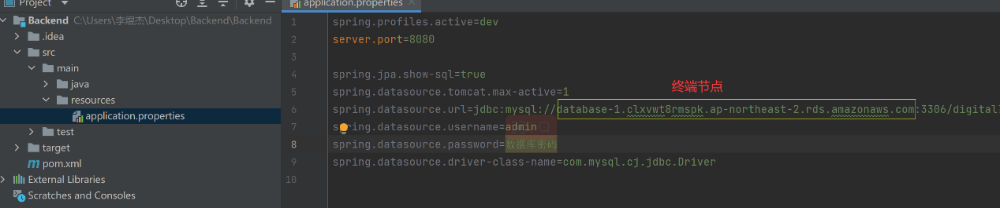 Project
application.properties
Backend C:\Users\李煜杰\Desktop\Backend\Backend
.idea
src
main
java
resources
application.properties
test
target
pom.xml
External Libraries
Scratches and Consoles
1 spring.profiles.active=dev
2 server.port=8080
3
4 spring.jpa.show-sql=true
终端节点
5 spring.datasource.tomcat.max-active=1
6 spring.datasource.url=jdbc:mysql://database-1.clxvwt8rmspk.ap-northeast-2.rds.amazonaws.com:3306/digital
7 spring.datasource.username=admin
8 spring.datasource.password=数据库密码
9 spring.datasource.driver-class-name=com.mysql.cj.jdbc.Driver
10